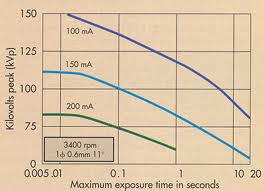 150
125
100
75
50
0
Kilovolts peak (kVp)
100 mA
150 mA
200 mA
3400 rpm
1ϕ 0.6mm 11°
0.005 .01 0.1 1 10 20
Maximum exposure time in seconds